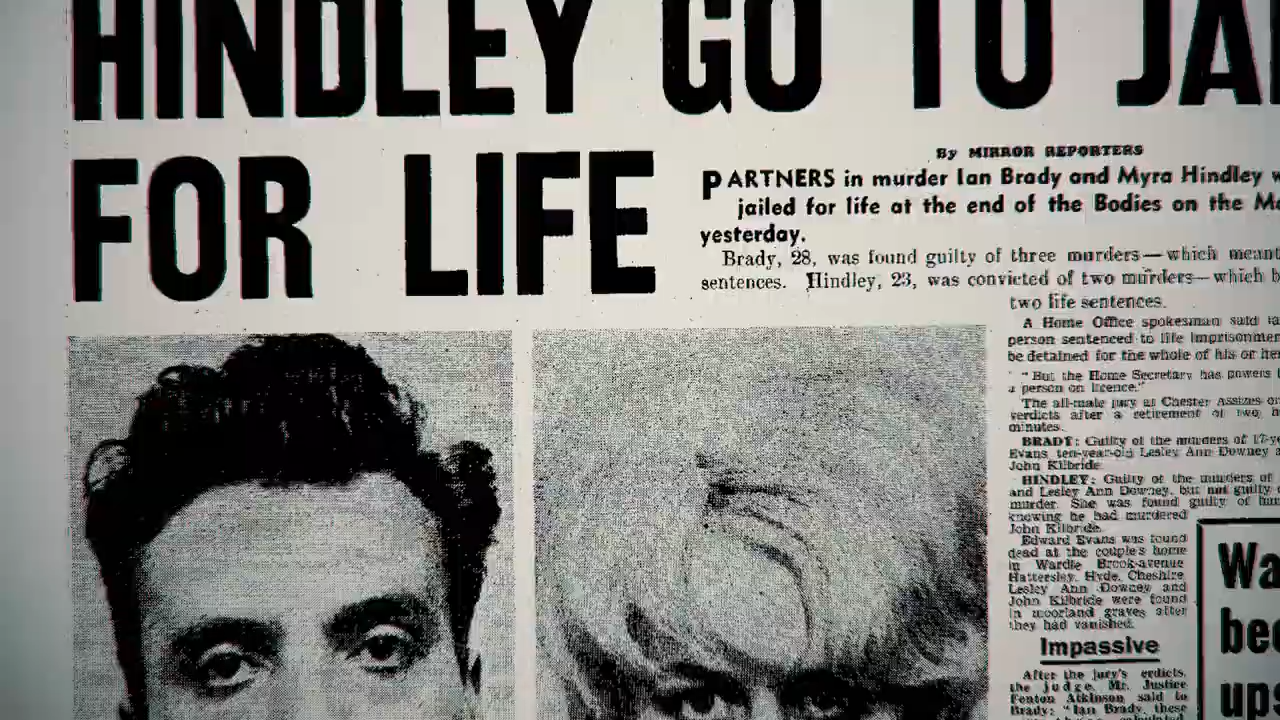 HINDLEY GO TO JA
FOR LIFE
By MIRROR REPORTERS
PARTNERS in murder Ian Brady and Myra Hindley w
jailed for life at the end of the Bodies on the Mo
yesterday.
Brady, 28, was found guilty of three murders—which meant
sentences. Hindley, 23, was convicted of two murders—which b
two life sentences.
A Home Office spokesman said
person sentenced to life imprisonmen
be detained for the whole of his or her
"But the Home Secretary has powers
a person on licence."
The all-male jury at Chester Assizes
verdicts after a retirement of two
minutes.
BRADY: Guilty of the murders of 17-y
Evans, ten-year-old Lesley Ann Downey a
John Kilbride.
HINDLEY: Guilty of the murders of
and Lesley Ann Downey, but not guilty
murder. She was found guilty of
knowing he had murdered
John Kilbride.
Edward Evans was found
dead at the couple's home
in Wardle Brook-avenue
Hattersley, Hyde, Cheshire
Lesley Ann Downey and
John Kilbride were found
in moorland graves after
they had vanished.
Impassive
After the jury's verdicts,
the judge, Mr. Justice
Fenton Atkinson said to
Brady: "Ian Brady, these
Wa
bee
ups